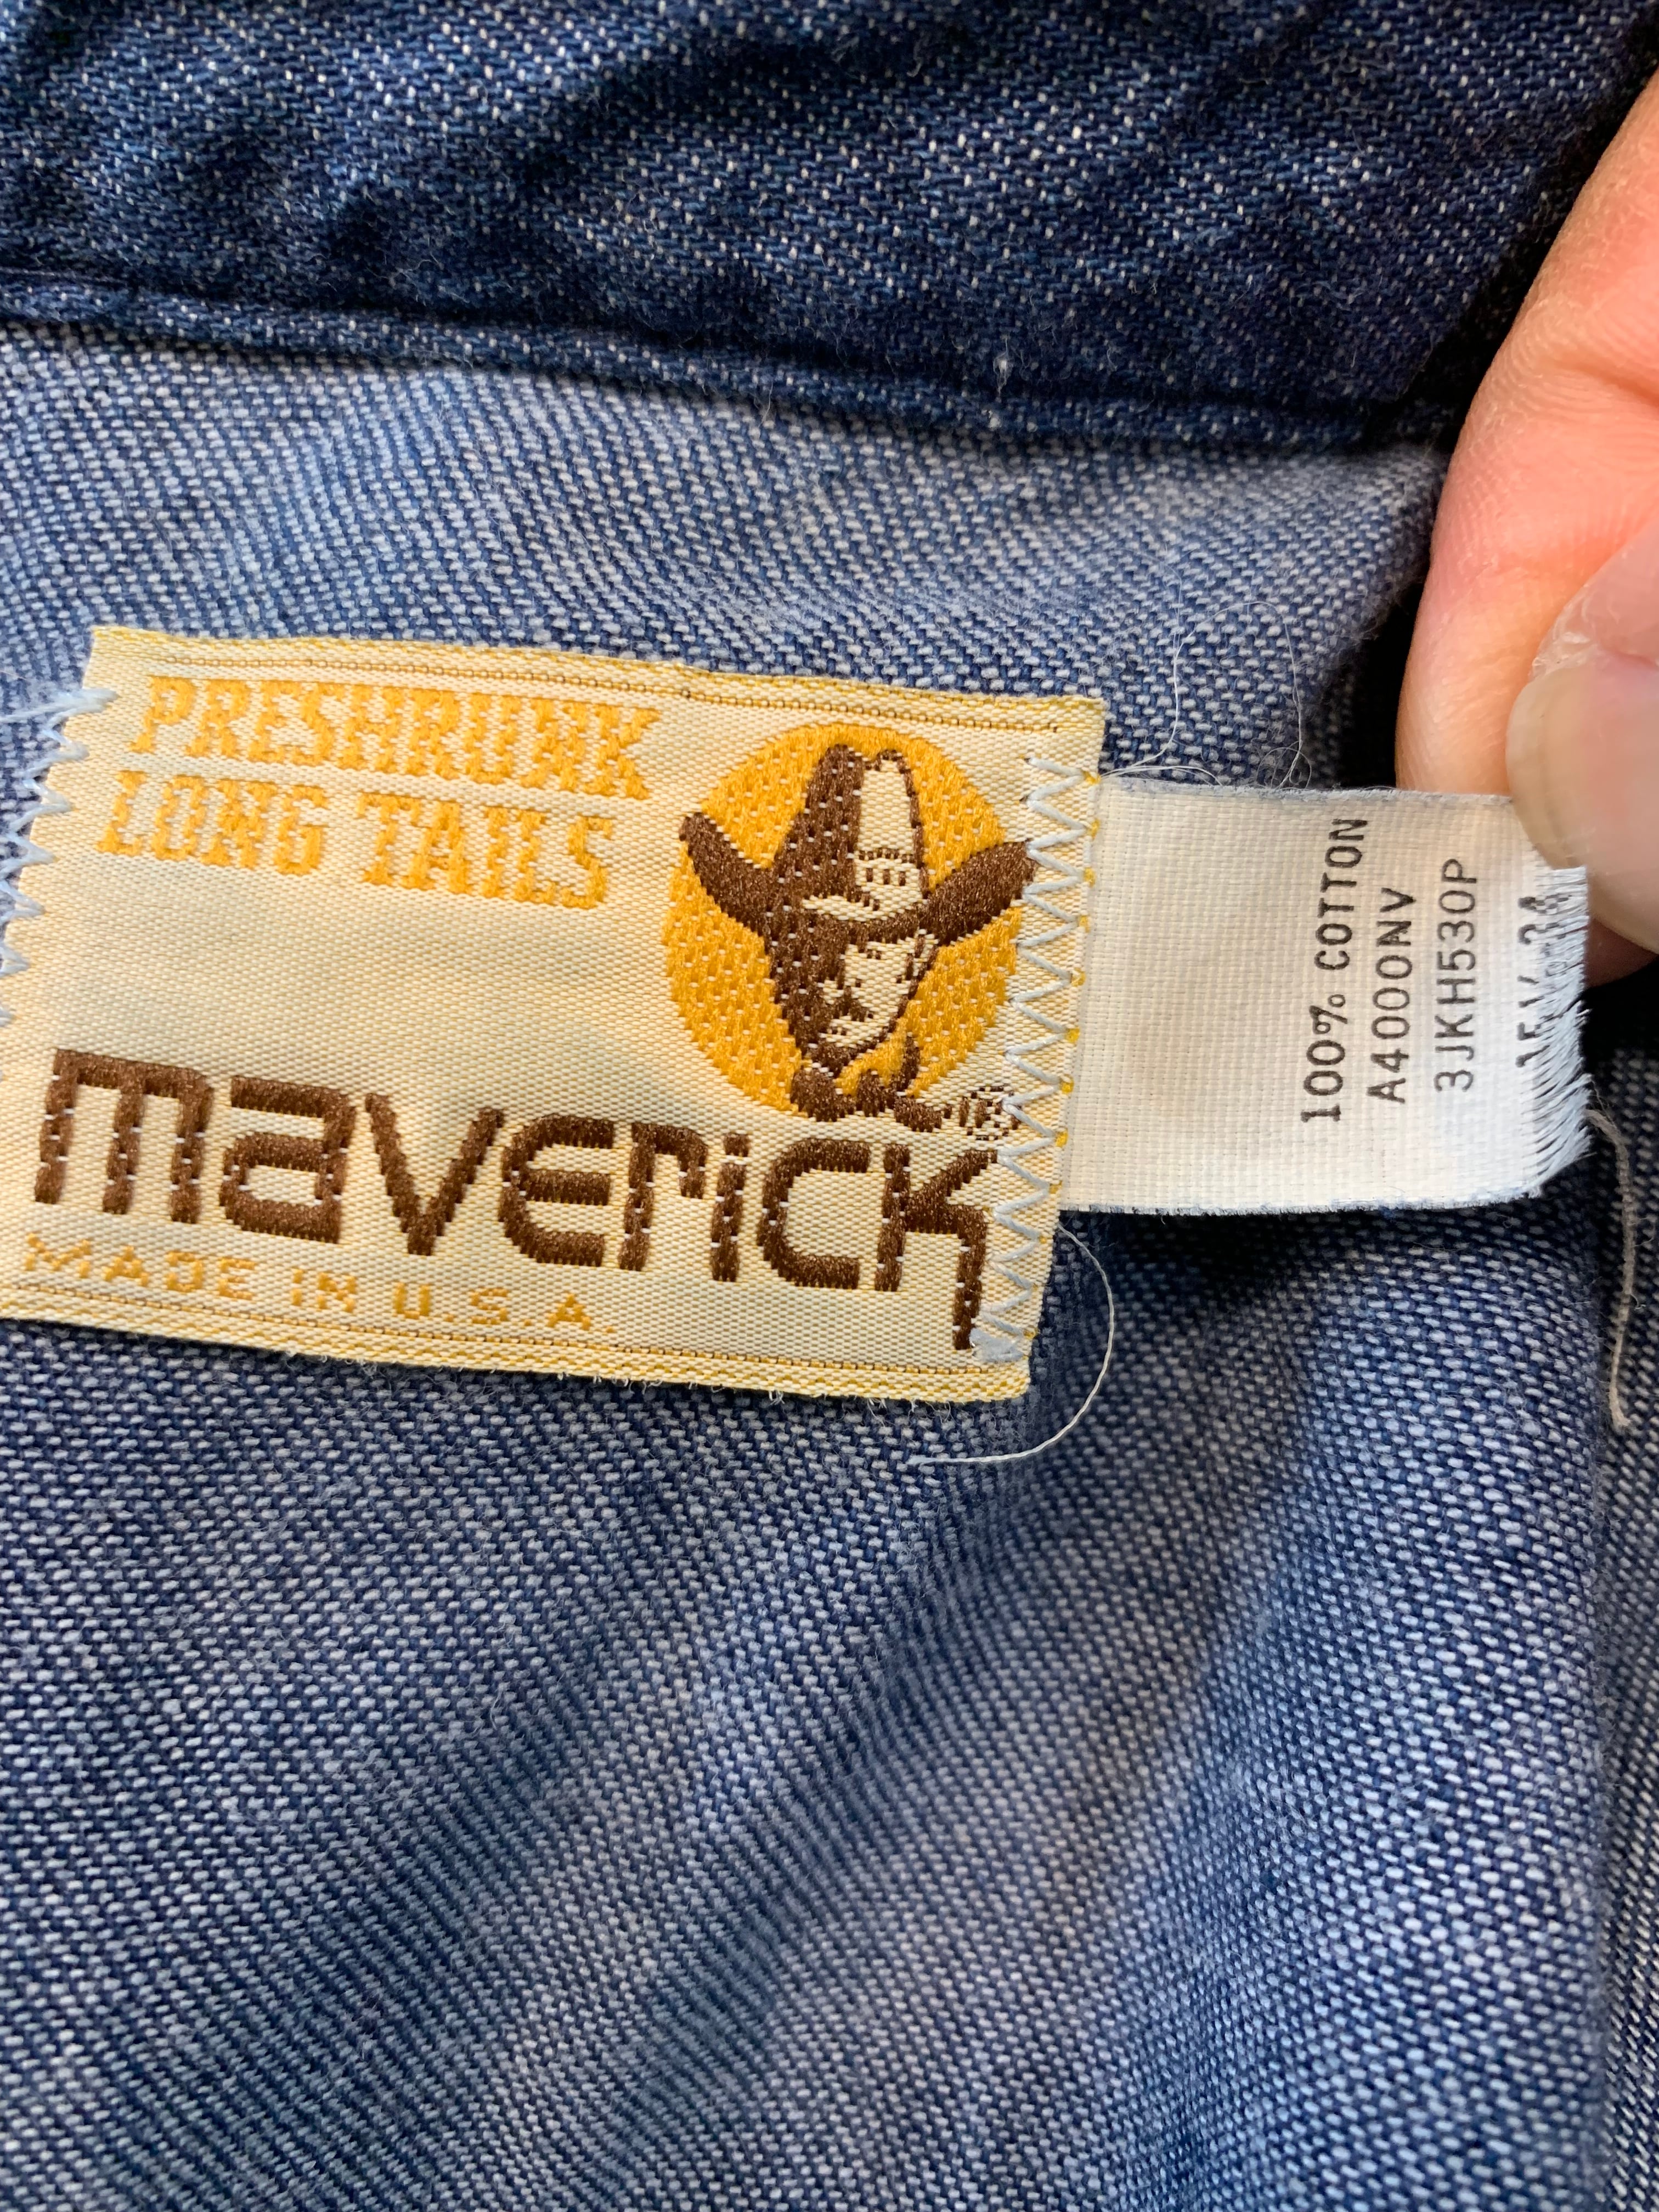 PRESHRUNK
LONG TAILS
®
maverick
MADE IN U.S.A.
100% COTTON
A4000NV
3JKH530P